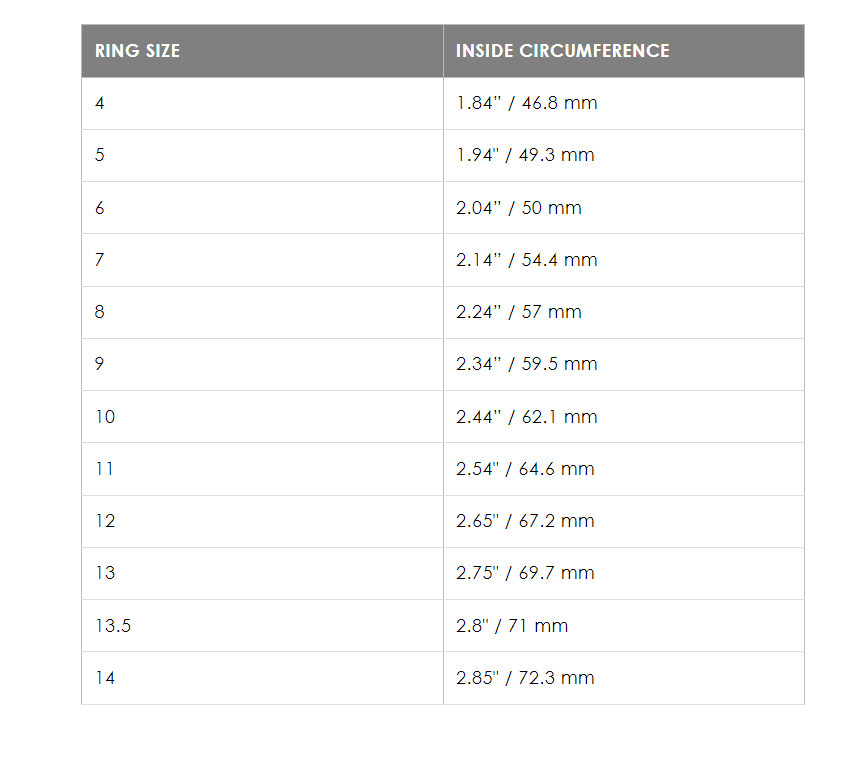 RING SIZE INSIDE CIRCUMFERENCE
4 1.84” / 46.8 mm
5 1.94" / 49.3 mm
6 2.04” / 50 mm
7 2.14” / 54.4 mm
8 2.24” / 57 mm
9 2.34” / 59.5 mm
10 2.44” / 62.1 mm
11 2.54" / 64.6 mm
12 2.65" / 67.2 mm
13 2.75" / 69.7 mm
13.5 2.8" / 71 mm
14 2.85" / 72.3 mm